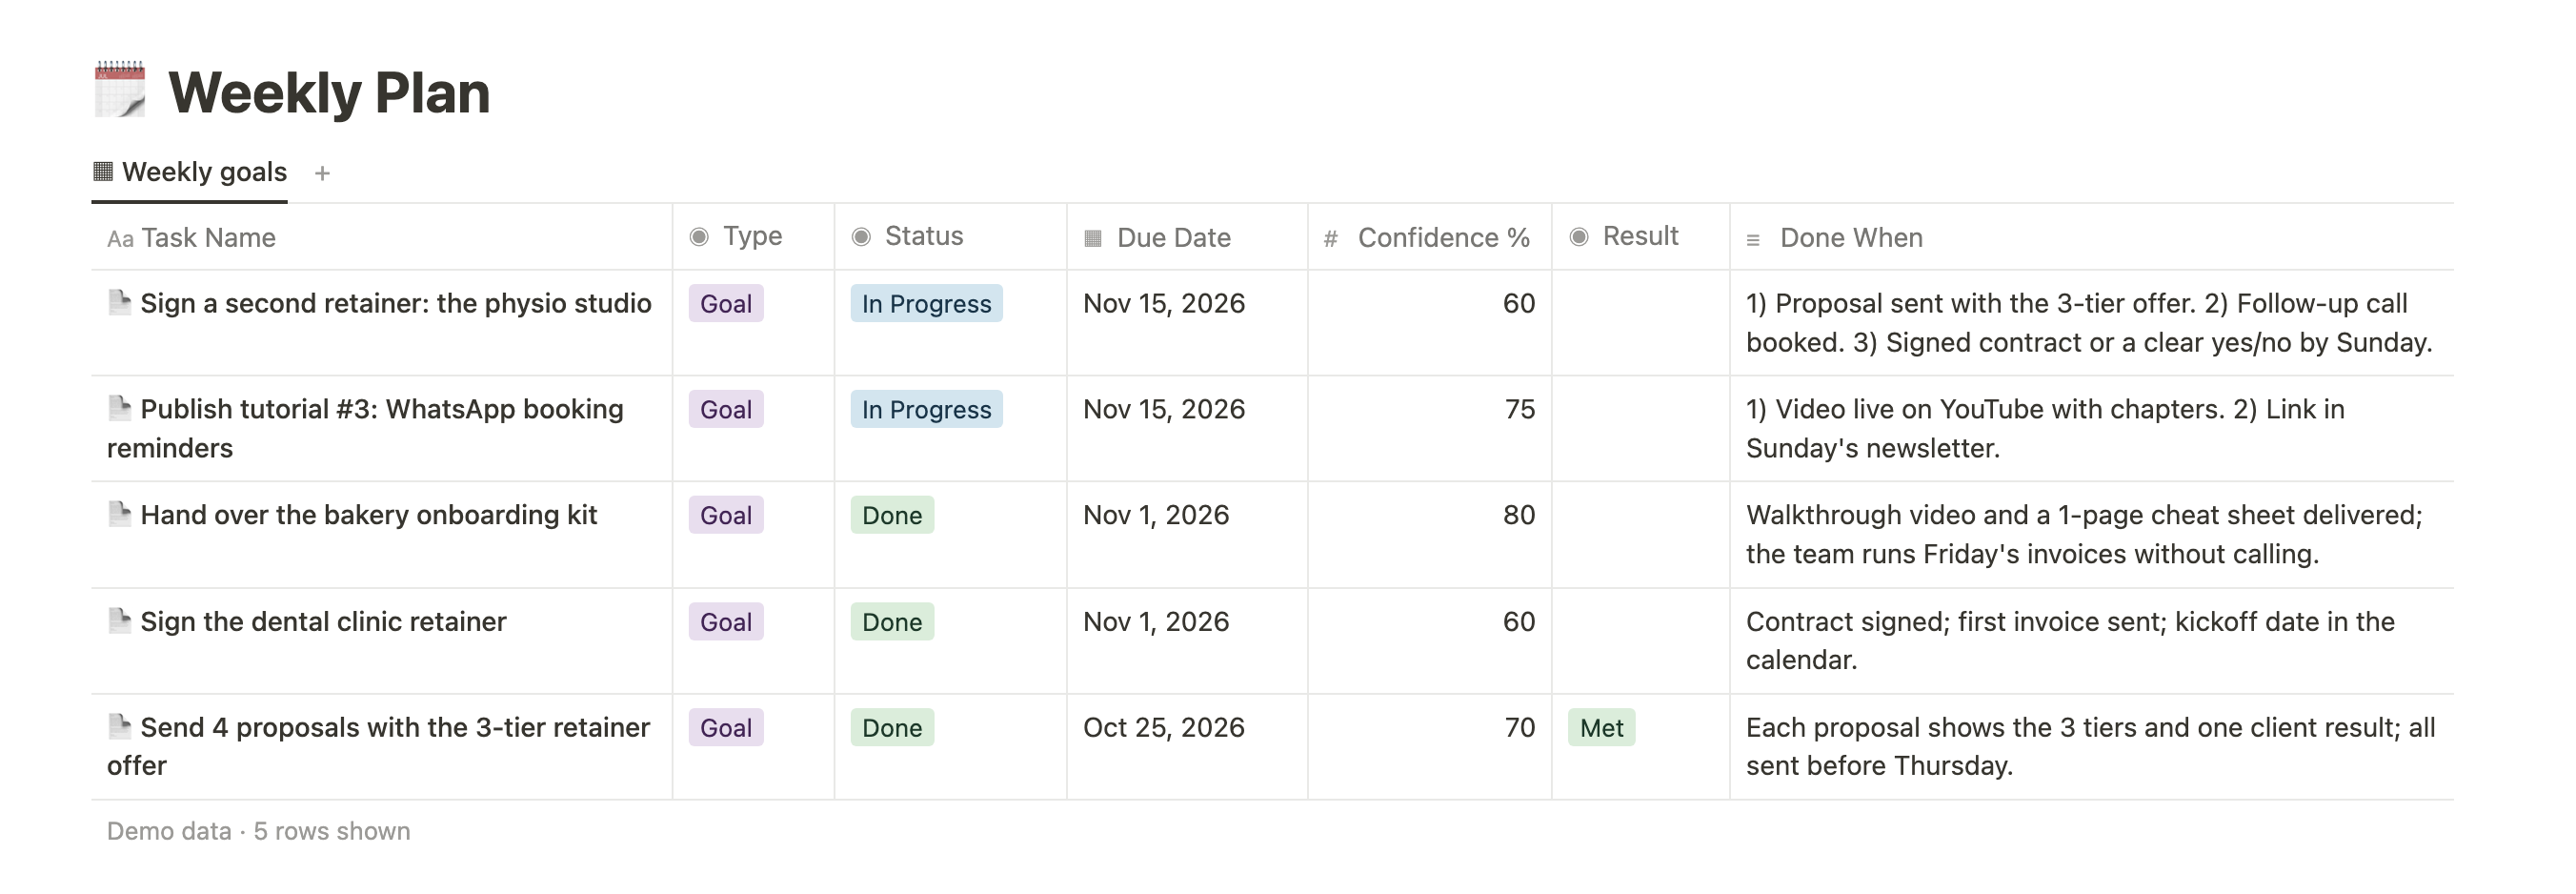 Weekly Plan
Weekly goals +
Aa Task Name Type Status Due Date # Confidence % Result Done When
Sign a second retainer: the physio studio Goal In Progress Nov 15, 2026 60 1) Proposal sent with the 3-tier offer. 2) Follow-up call
booked. 3) Signed contract or a clear yes/no by Sunday.
Publish tutorial #3: WhatsApp booking Goal In Progress Nov 15, 2026 75 1) Video live on YouTube with chapters. 2) Link in
reminders Sunday's newsletter.
Hand over the bakery onboarding kit Goal Done Nov 1, 2026 80 Walkthrough video and a 1-page cheat sheet delivered;
the team runs Friday's invoices without calling.
Sign the dental clinic retainer Goal Done Nov 1, 2026 60 Contract signed; first invoice sent; kickoff date in the
calendar.
Send 4 proposals with the 3-tier retainer Goal Done Oct 25, 2026 70 Met Each proposal shows the 3 tiers and one client result; all
offer sent before Thursday.
Demo data · 5 rows shown